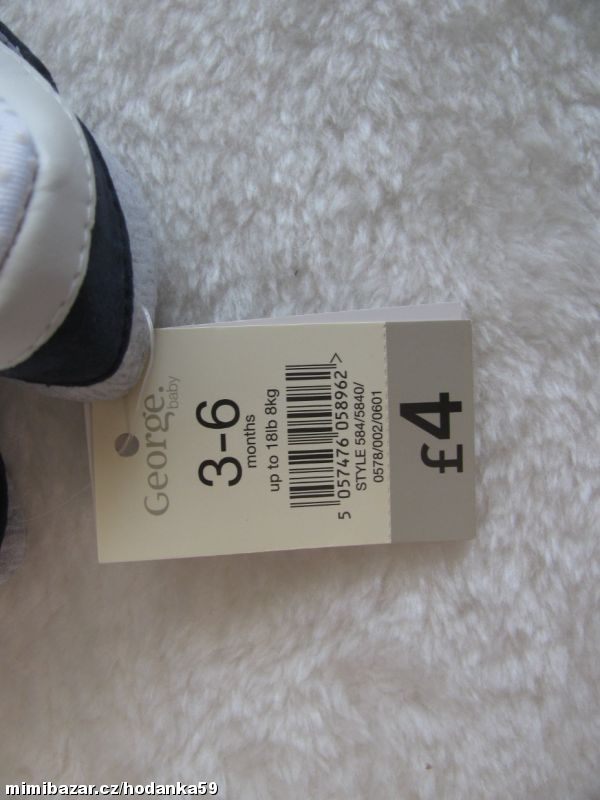 George.
baby
3-6
months
up to 18lb 8kg
5 057476 058962 >
STYLE 584/5840/
0578/002/0601
£4
mimibazar.cz/hodanka59